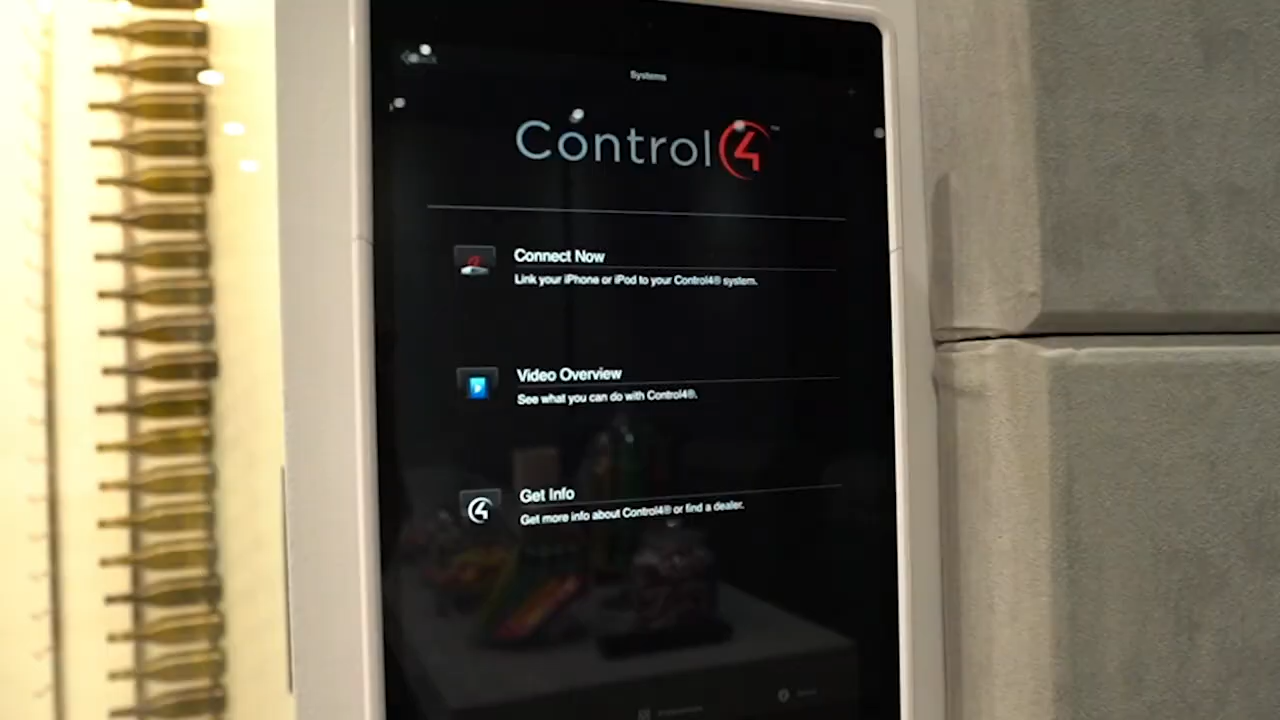 Systems
Control4™
Connect Now
Link your iPhone or iPod to your Control4® system.
Video Overview
See what you can do with Control4®.
Get Info
Get more info about Control4® or find a dealer.